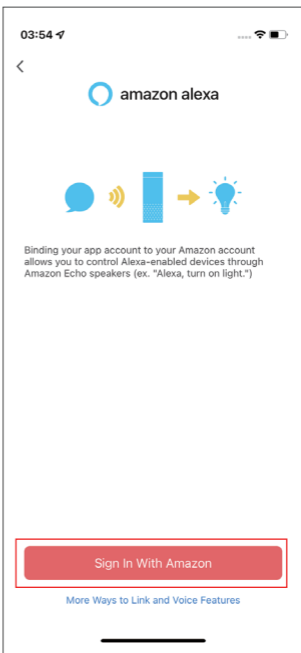 03:54
amazon alexa
Binding your app account to your Amazon account
allows you to control Alexa-enabled devices through
Amazon Echo speakers (ex. "Alexa, turn on light.")
Sign In With Amazon
More Ways to Link and Voice Features